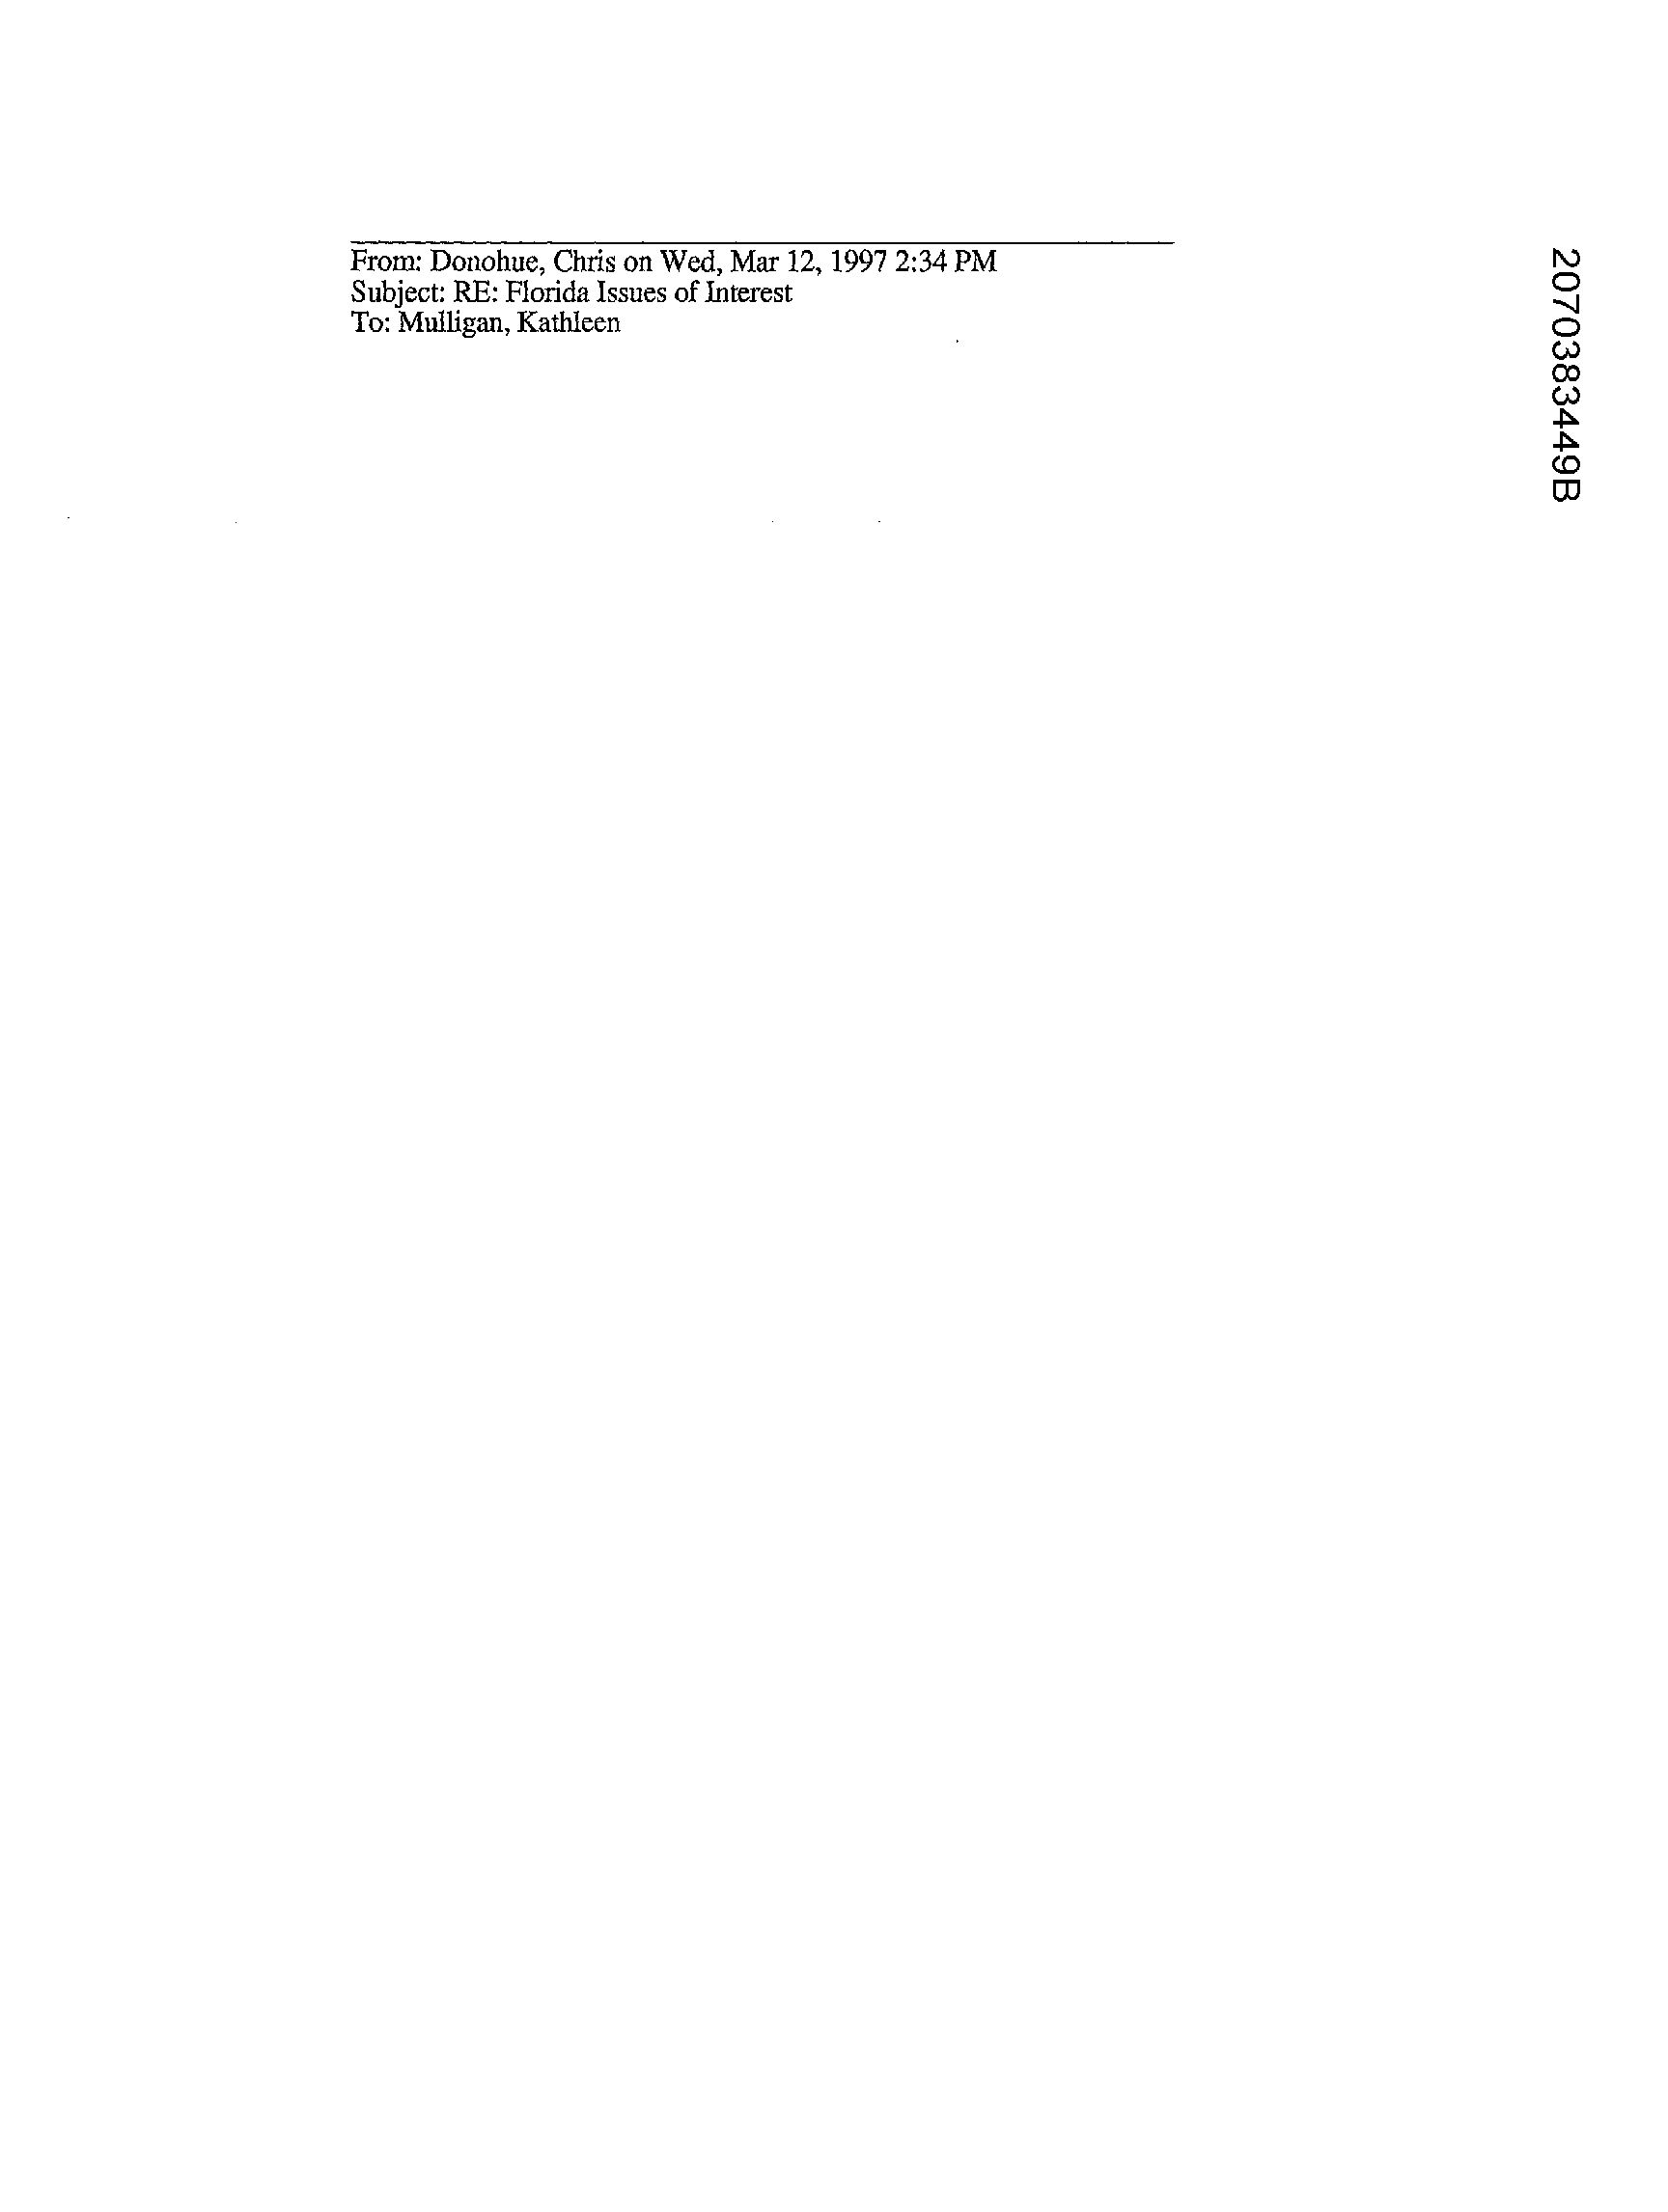 From: Donohue, Chris on Wed, Mar 12, 1997 2:34 PM
Subject: RE: Florida Issues of Interest
To: Mulligan, Kathleen
2070383449B